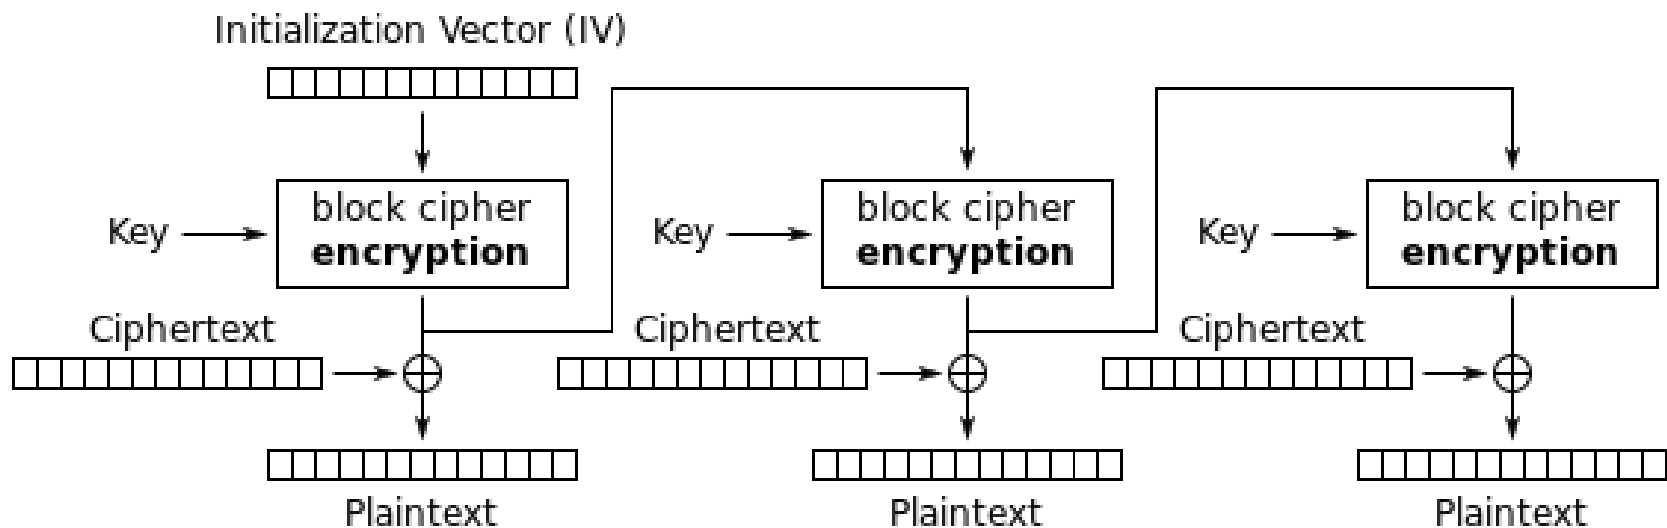 Initialization Vector (IV)
block cipher
encryption
block cipher
encryption
block cipher
encryption
Key
Key
Key
Ciphertext
Ciphertext
Ciphertext
Plaintext
Plaintext
Plaintext